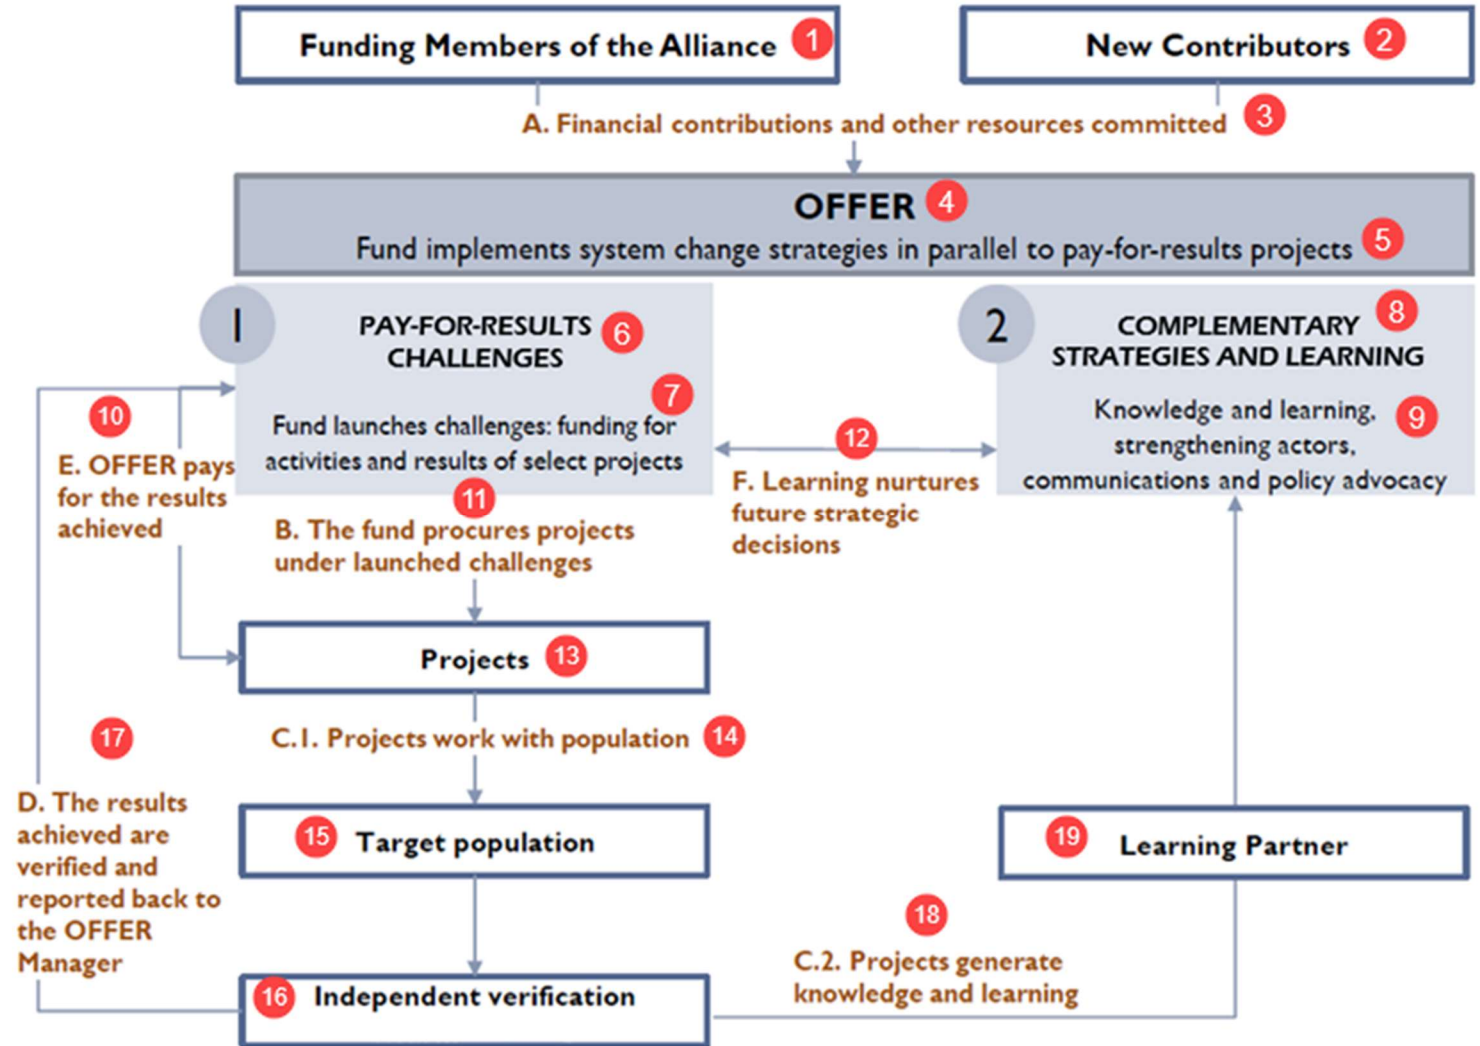 Funding Members of the Alliance 1
New Contributors 2
A. Financial contributions and other resources committed 3
OFFER 4
Fund implements system change strategies in parallel to pay-for-results projects 5
1
PAY-FOR-RESULTS 6
CHALLENGES
7
Fund launches challenges: funding for
activities and results of select projects
2
8
COMPLEMENTARY
STRATEGIES AND LEARNING
Knowledge and learning, 9
strengthening actors,
communications and policy advocacy
10
E. OFFER pays
for the results
achieved
11
B. The fund procures projects
under launched challenges
12
F. Learning nurtures
future strategic
decisions
Projects 13
C.1. Projects work with population 14
15 Target population
16 Independent verification
17
D. The results
achieved are
verified and
reported back to
the OFFER
Manager
18
C.2. Projects generate
knowledge and learning
19 Learning Partner